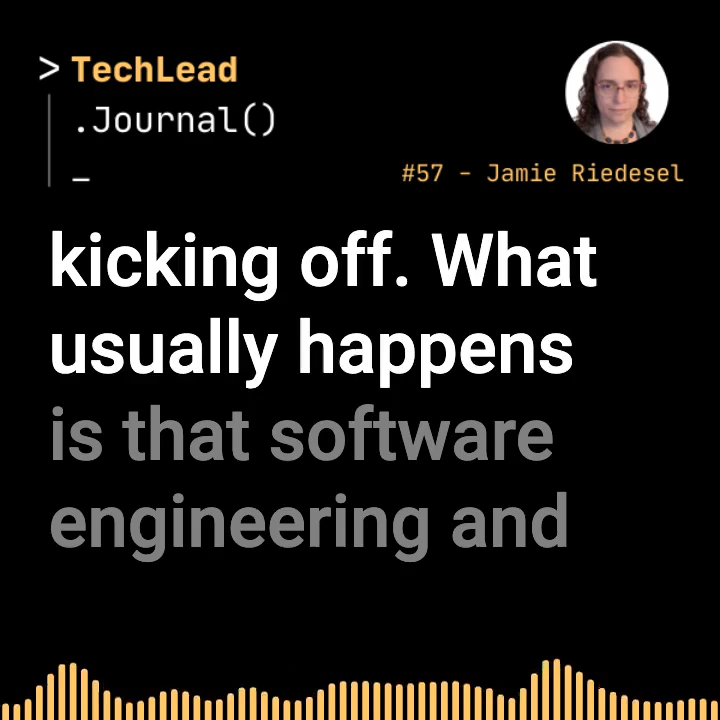 > TechLead
.Journal()
_
#57 - Jamie Riedesel
kicking off. What
usually happens
is that software
engineering and